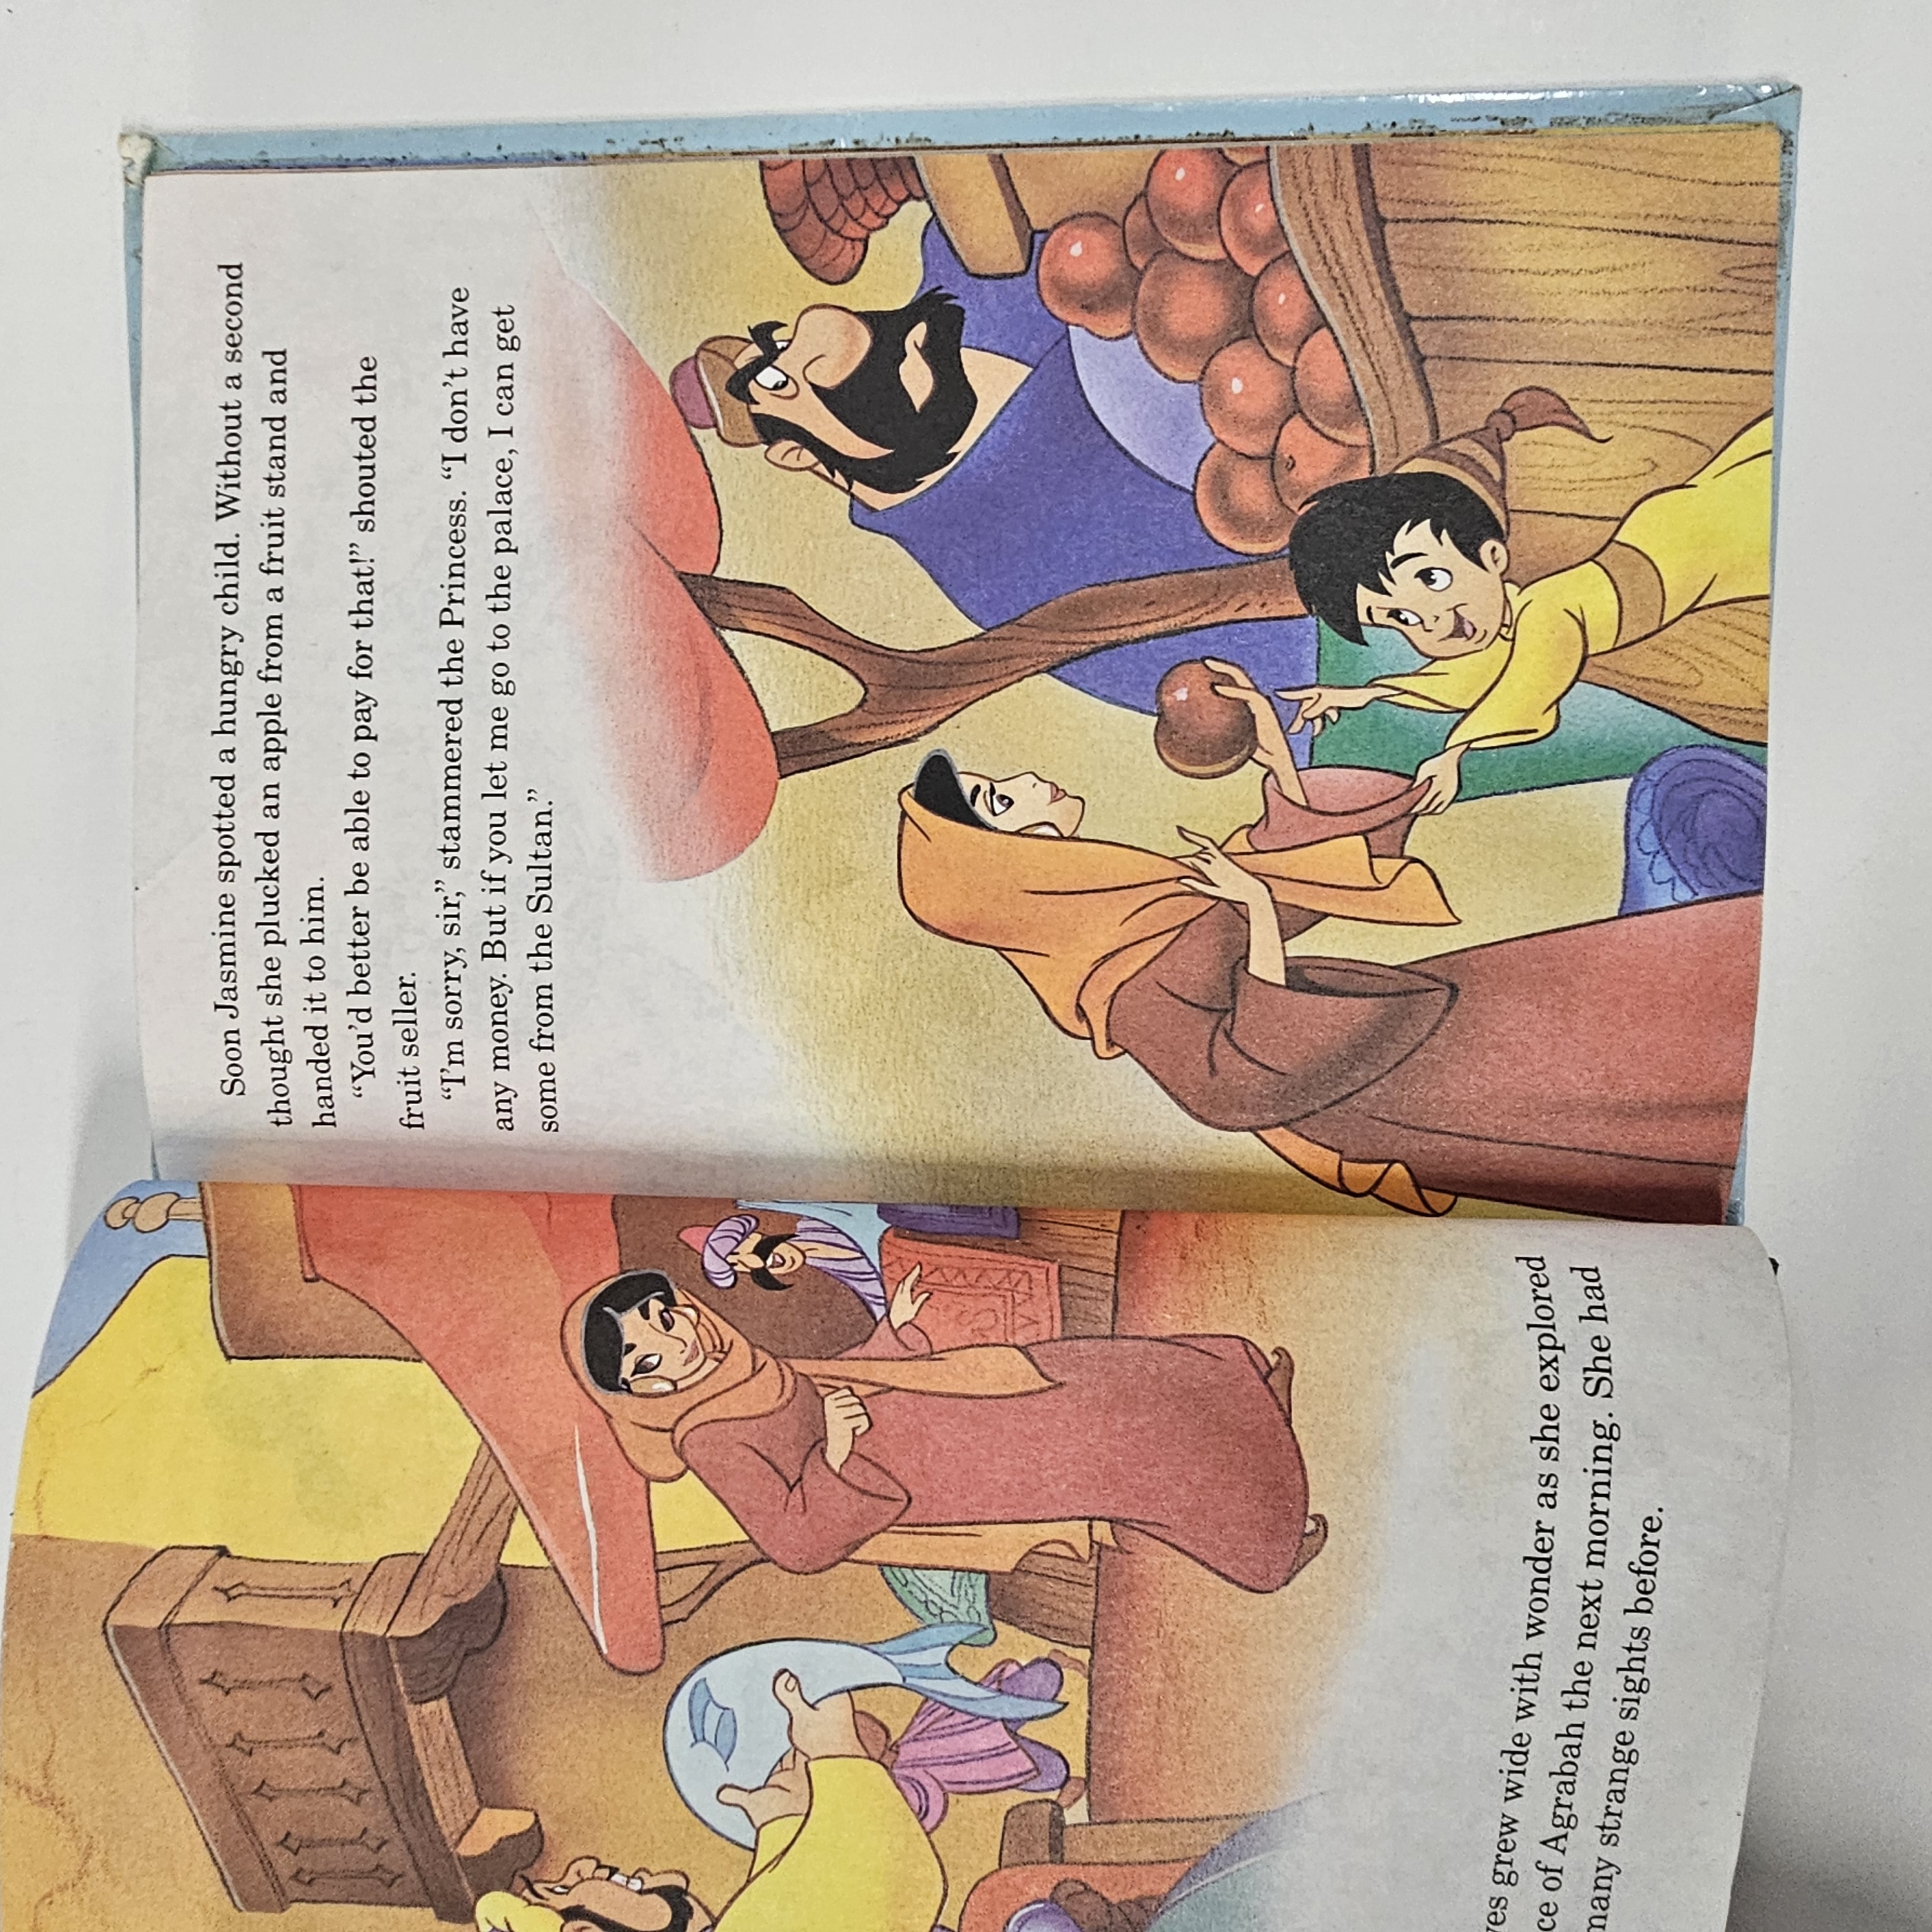 grew wide with wonder as she explored
of Agrabah the next morning. She had
many strange sights before.
Soon Jasmine spotted a hungry child. Without a second
thought she plucked an apple from a fruit stand and
handed it to him.
“You’d better be able to pay for that!” shouted the
fruit seller.
“I’m sorry, sir,” stammered the Princess. “I don’t have
any money. But if you let me go to the palace, I can get
some from the Sultan.”